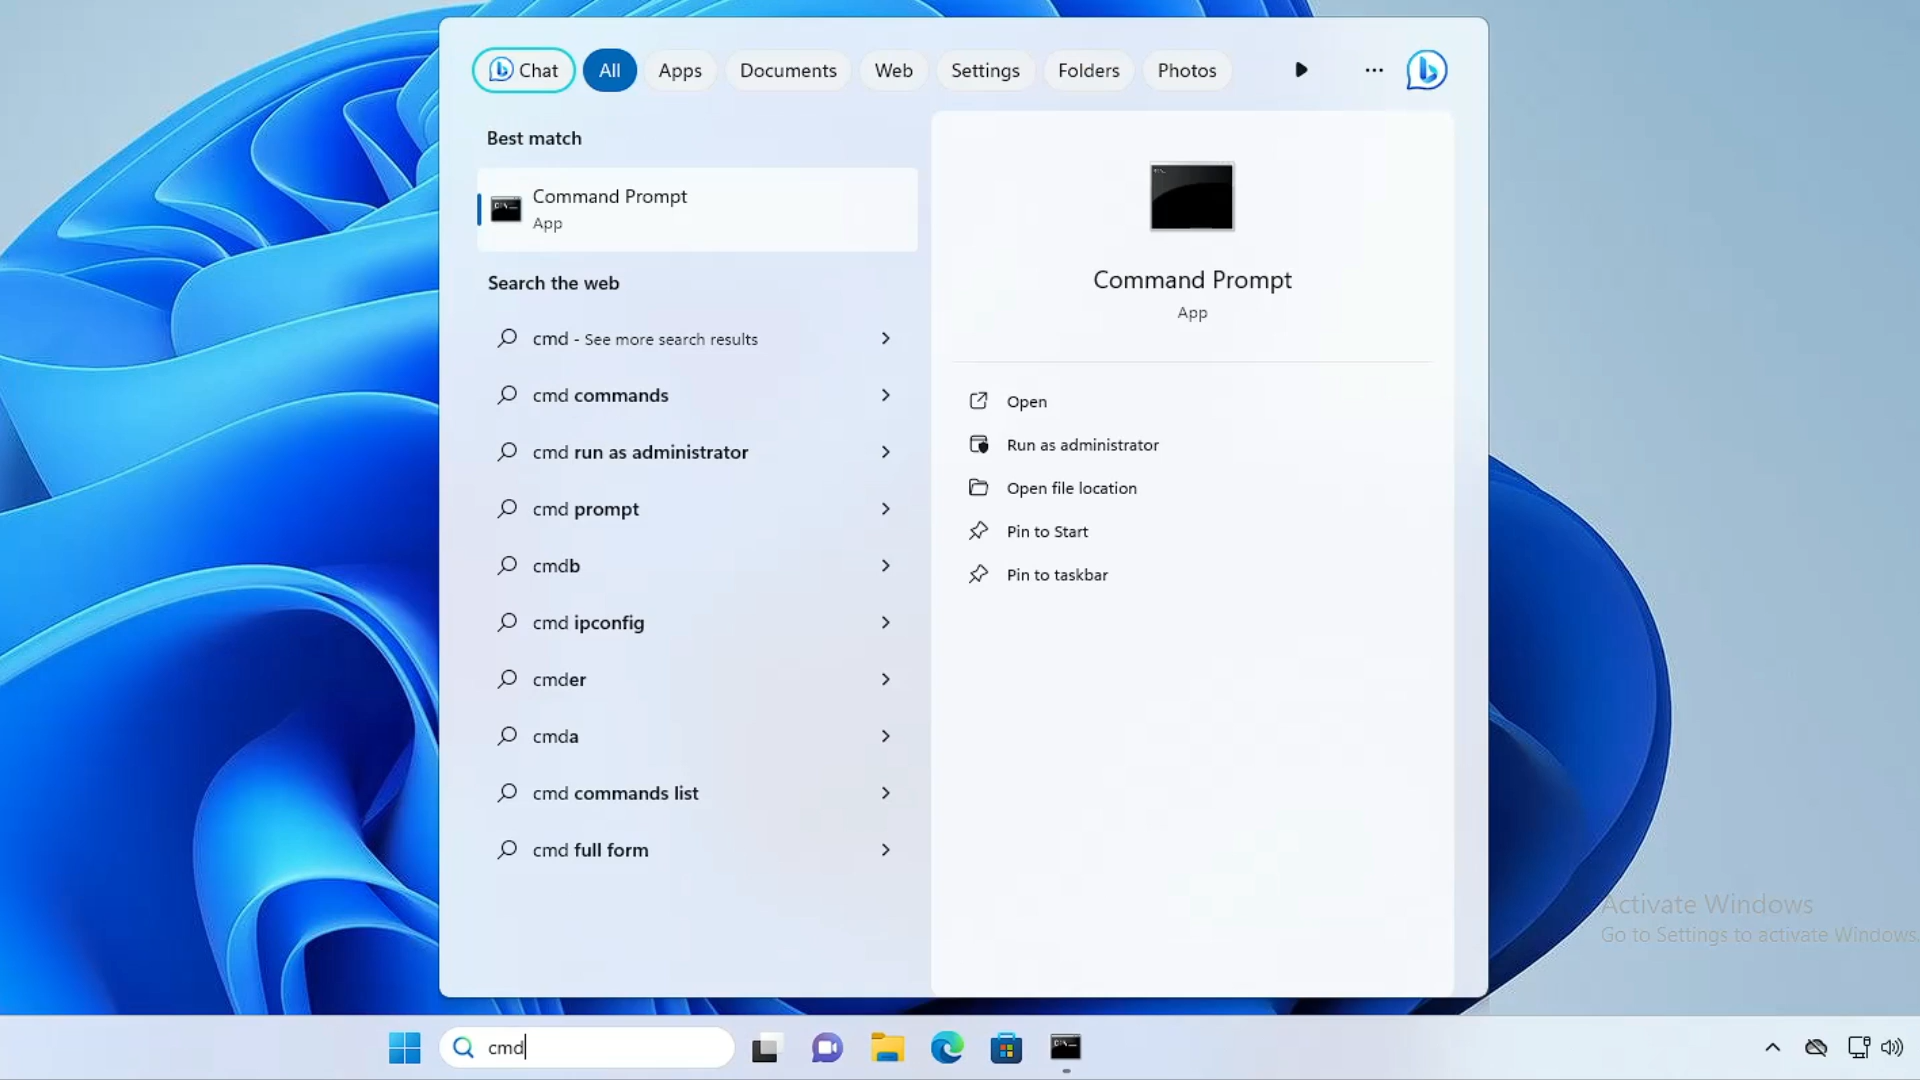 Chat
All
Apps
Documents
Web
Settings
Folders
Photos
Best match
Command Prompt
App
Search the web
cmd - See more search results
cmd commands
cmd run as administrator
cmd prompt
cmdb
cmd ipconfig
cmder
cmda
cmd commands list
cmd full form
Command Prompt
App
Open
Run as administrator
Open file location
Pin to Start
Pin to taskbar
Activate Windows
Go to Settings to activate Windows.
cmd